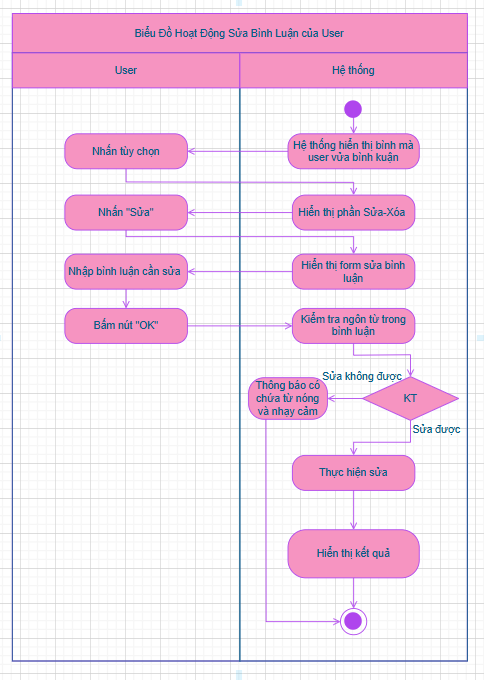 Biểu Đồ Hoạt Động Sửa Bình Luận của User
User
Hệ thống
Hệ thống hiển thị bình mà
user vừa bình kuận
Nhấn tùy chọn
Hiển thị phần Sửa-Xóa
Nhấn "Sửa"
Hiển thị form sửa bình
luận
Nhập bình luận cần sửa
Bấm nút "OK"
Kiểm tra ngôn từ trong
bình luận
Sửa không được
KT
Thông báo có
chứa từ nóng
và nhạy cảm
Sửa được
Thực hiện sửa
Hiển thị kết quả